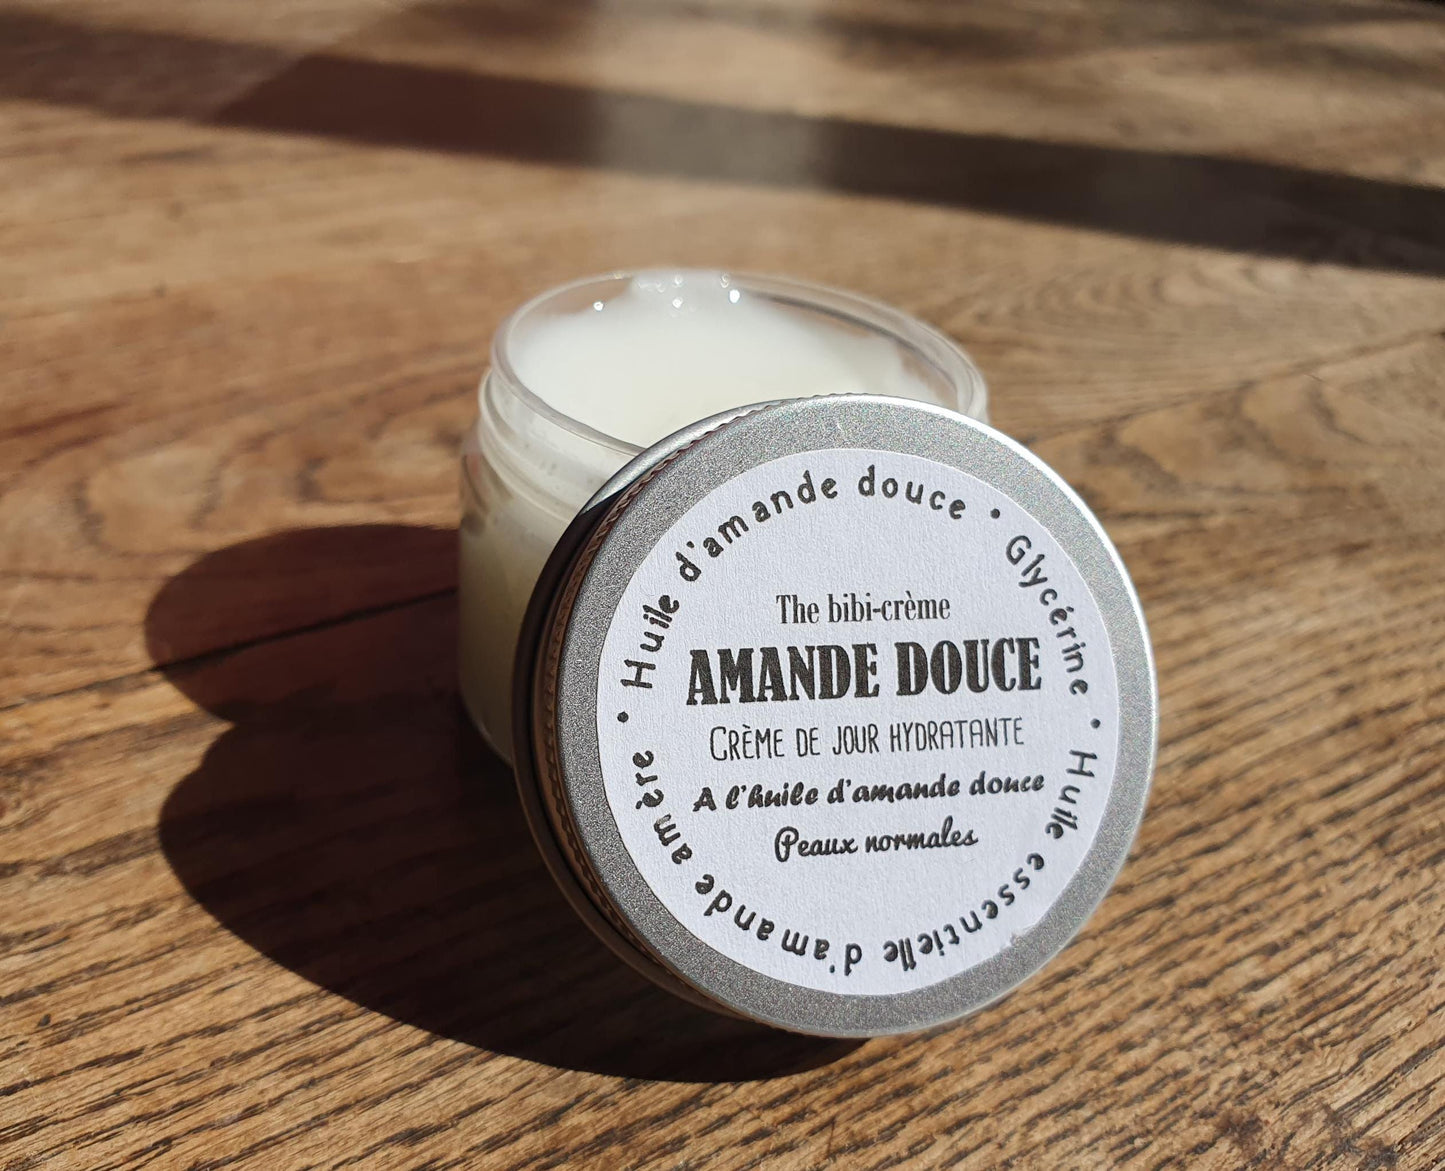 The bibi-crème
AMANDE DOUCE
CRÈME DE JOUR HYDRATANTE
A l'huile d'amande douce
Peaux normales
• Huile d'amande douce • Glycérine • Huile essentielle d'amande amère